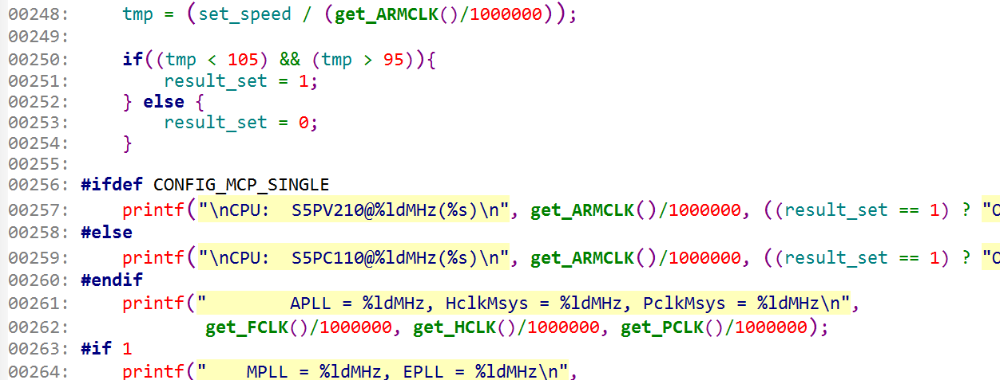 00248:     tmp = (set_speed / (get_ARMCLK()/1000000));
00249:
00250:     if((tmp < 105) && (tmp > 95)){
00251:         result_set = 1;
00252:     } else {
00253:         result_set = 0;
00254:     }
00255:
00256: #ifdef CONFIG_MCP_SINGLE
00257:     printf("\nCPU:  S5PV210@%ldMHz(%s)\n", get_ARMCLK()/1000000, ((result_set == 1) ? "O
00258: #else
00259:     printf("\nCPU:  S5PC110@%ldMHz(%s)\n", get_ARMCLK()/1000000, ((result_set == 1) ? "O
00260: #endif
00261:     printf("        APLL = %ldMHz, HclkMsys = %ldMHz, PclkMsys = %ldMHz\n",
00262:             get_FCLK()/1000000, get_HCLK()/1000000, get_PCLK()/1000000);
00263: #if 1
00264:     printf("    MPLL = %ldMHz, EPLL = %ldMHz\n",